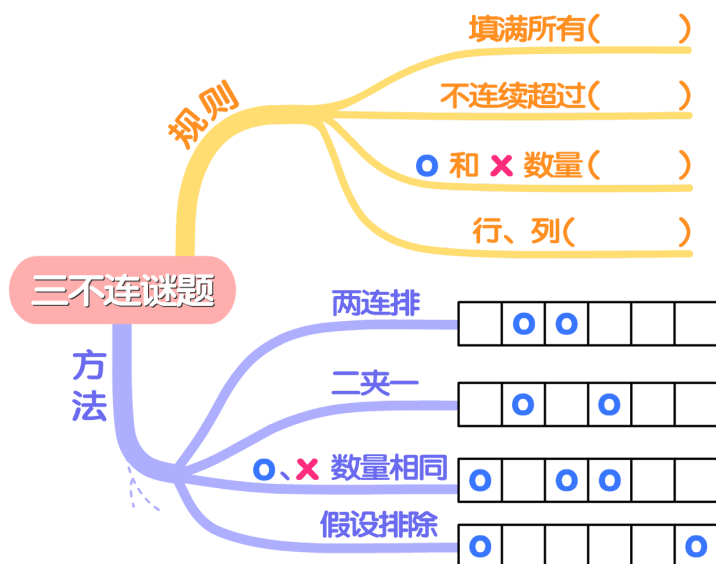 规则
填满所有(      )
不连续超过(      )
O 和 X 数量(      )
行、列(      )
三不连谜题
方法
两连排
O O
二夹一
O O
O、X 数量相同
O O O
假设排除
O O